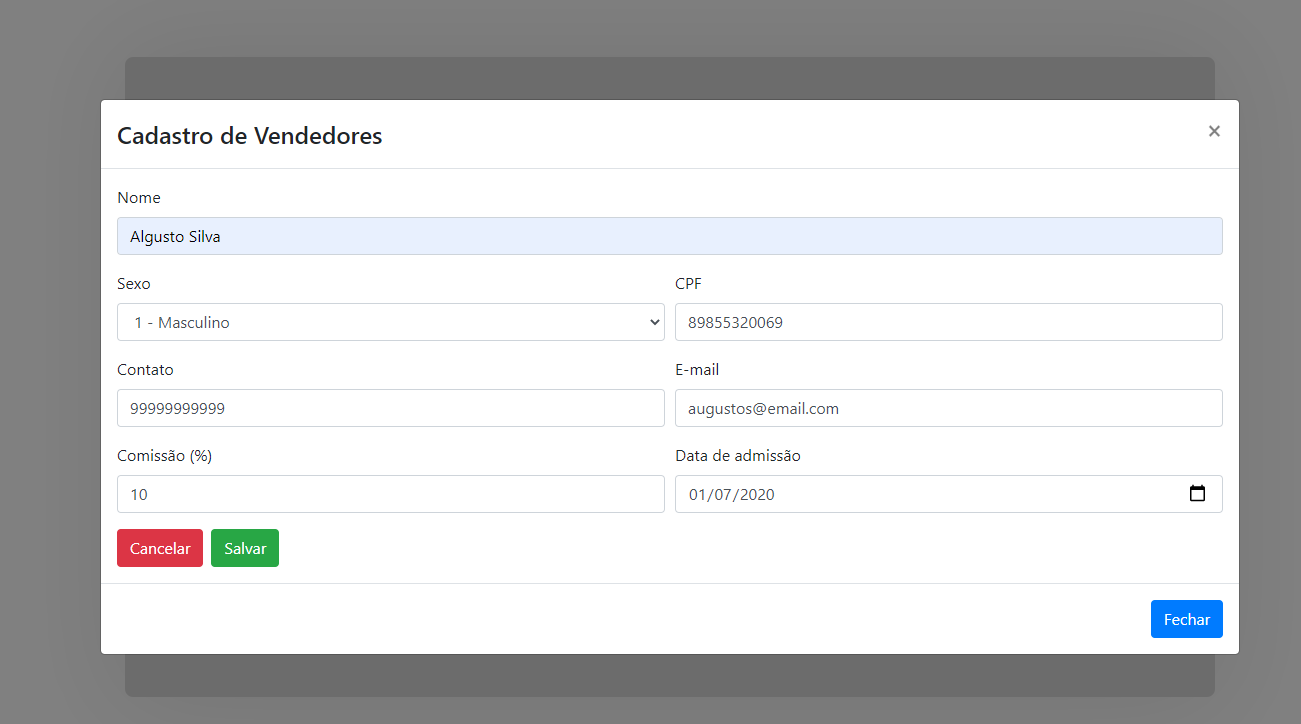 Cadastro de Vendedores
×
Nome
Algusto Silva
Sexo
CPF
1 - Masculino
89855320069
Contato
E-mail
99999999999
augustos@email.com
Comissão (%)
Data de admissão
10
01/07/2020
Cancelar
Salvar
Fechar